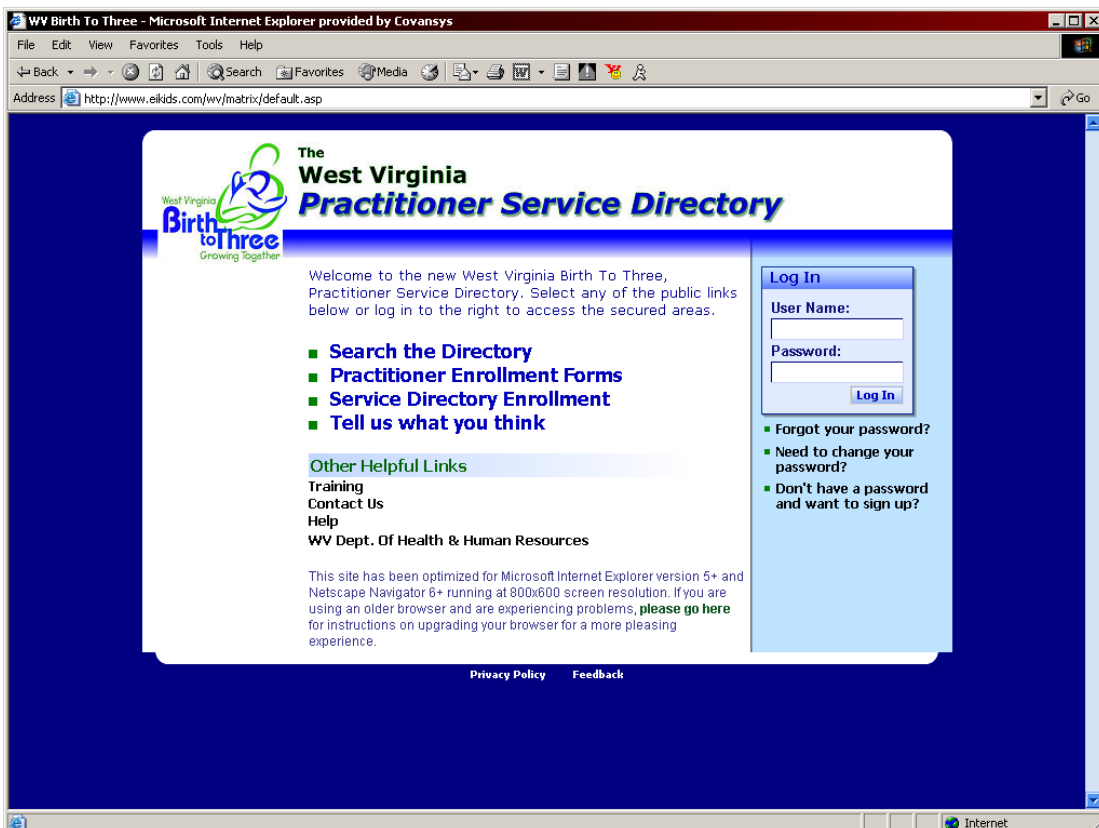 WV Birth To Three - Microsoft Internet Explorer provided by Covansys
File Edit View Favorites Tools Help
Back Search Favorites Media
Address http://www.eikids.com/wv/matrix/default.asp Go
The
West Virginia
Practitioner Service Directory
West Virginia
Birth
to Three
Growing Together
Welcome to the new West Virginia Birth To Three,
Practitioner Service Directory. Select any of the public links
below or log in to the right to access the secured areas.
Search the Directory
Practitioner Enrollment Forms
Service Directory Enrollment
Tell us what you think
Other Helpful Links
Training
Contact Us
Help
WV Dept. Of Health & Human Resources
This site has been optimized for Microsoft Internet Explorer version 5+ and
Netscape Navigator 6+ running at 800x600 screen resolution. If you are
using an older browser and are experiencing problems, please go here
for instructions on upgrading your browser for a more pleasing
experience.
Log In
User Name:
Password:
Log In
Forgot your password?
Need to change your
password?
Don't have a password
and want to sign up?
Privacy Policy Feedback
Internet